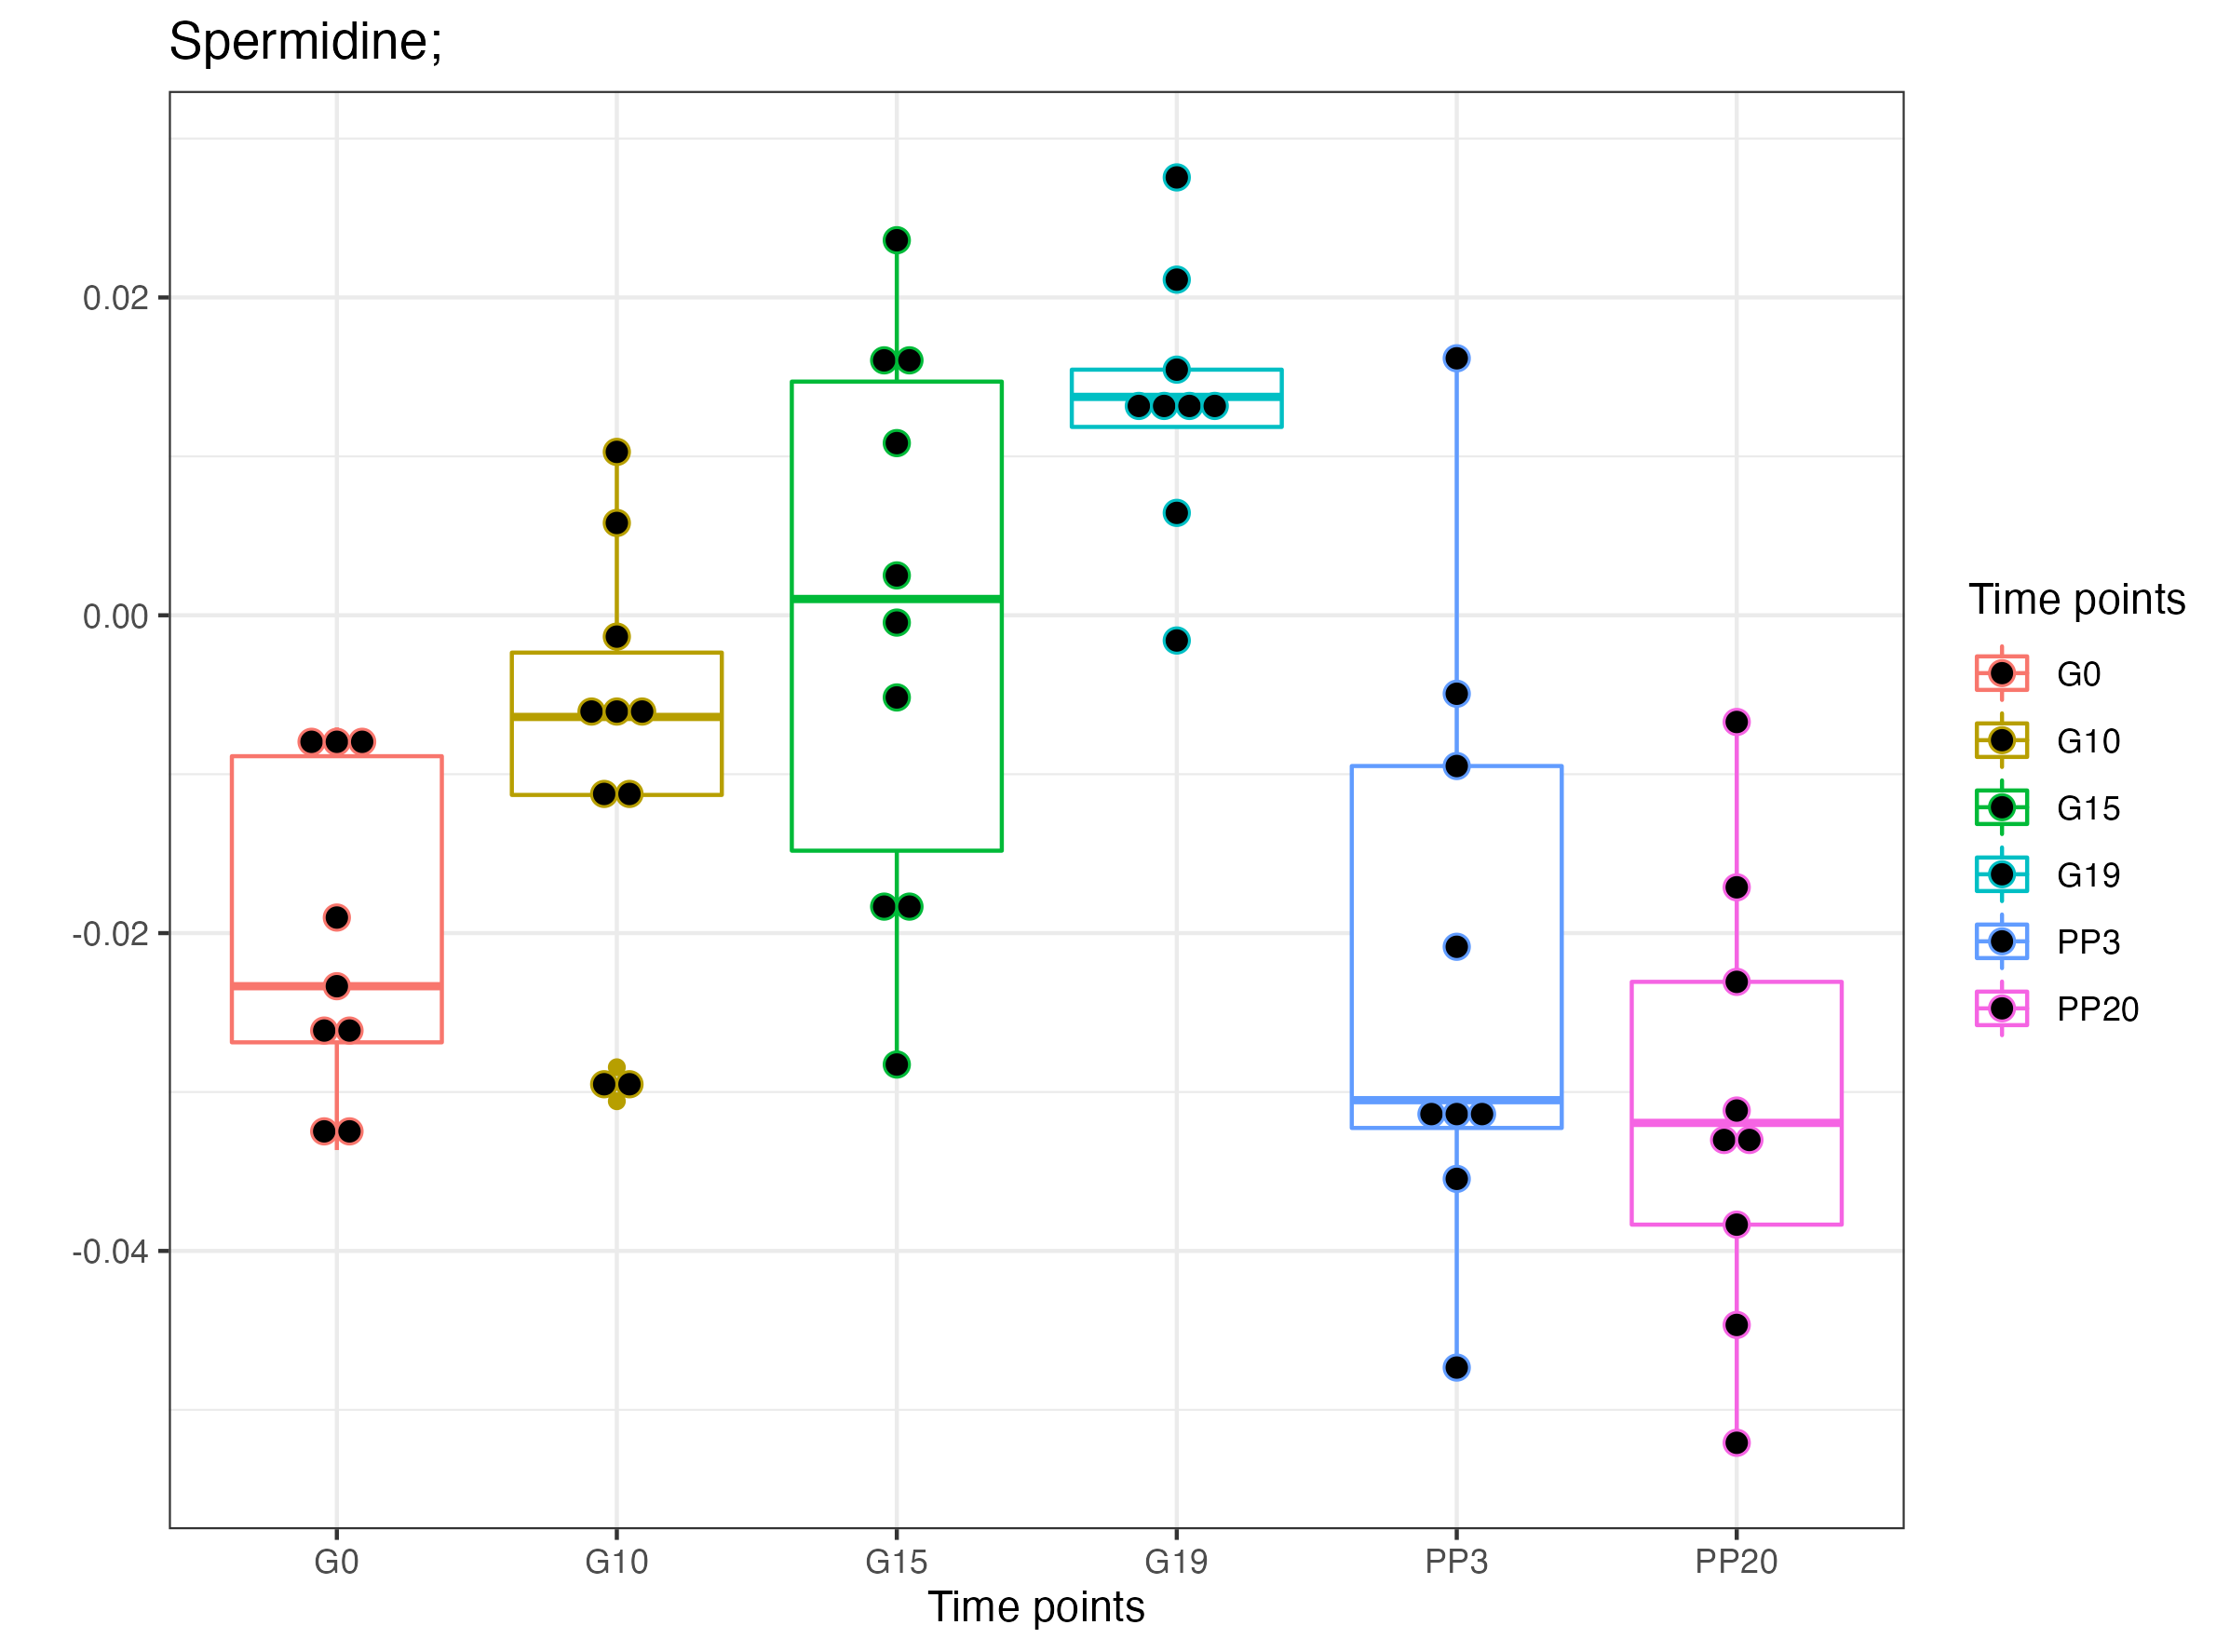 Spermidine;
0.02
0.00
-0.02
-0.04
G0 G10 G15 G19 PP3 PP20
Time points
Time points
G0
G10
G15
G19
PP3
PP20